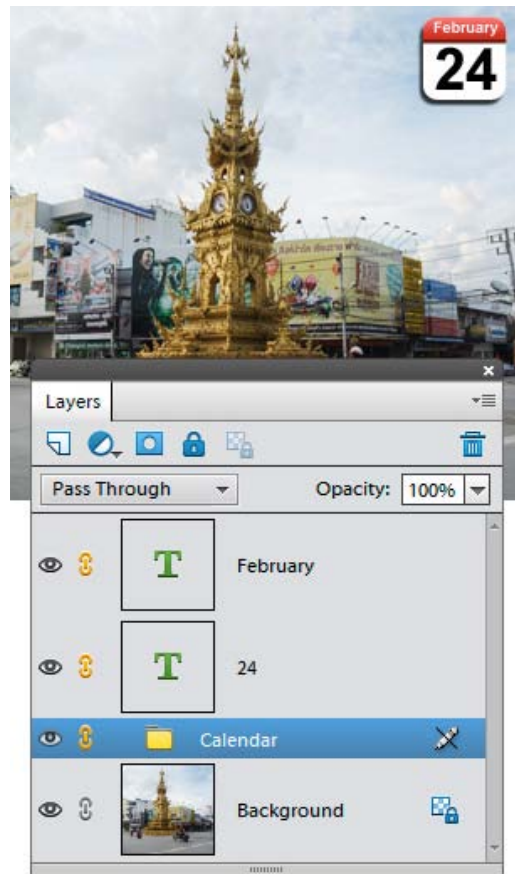 February
24
Layers
Pass Through
Opacity: 100%
February
24
Calendar
Background